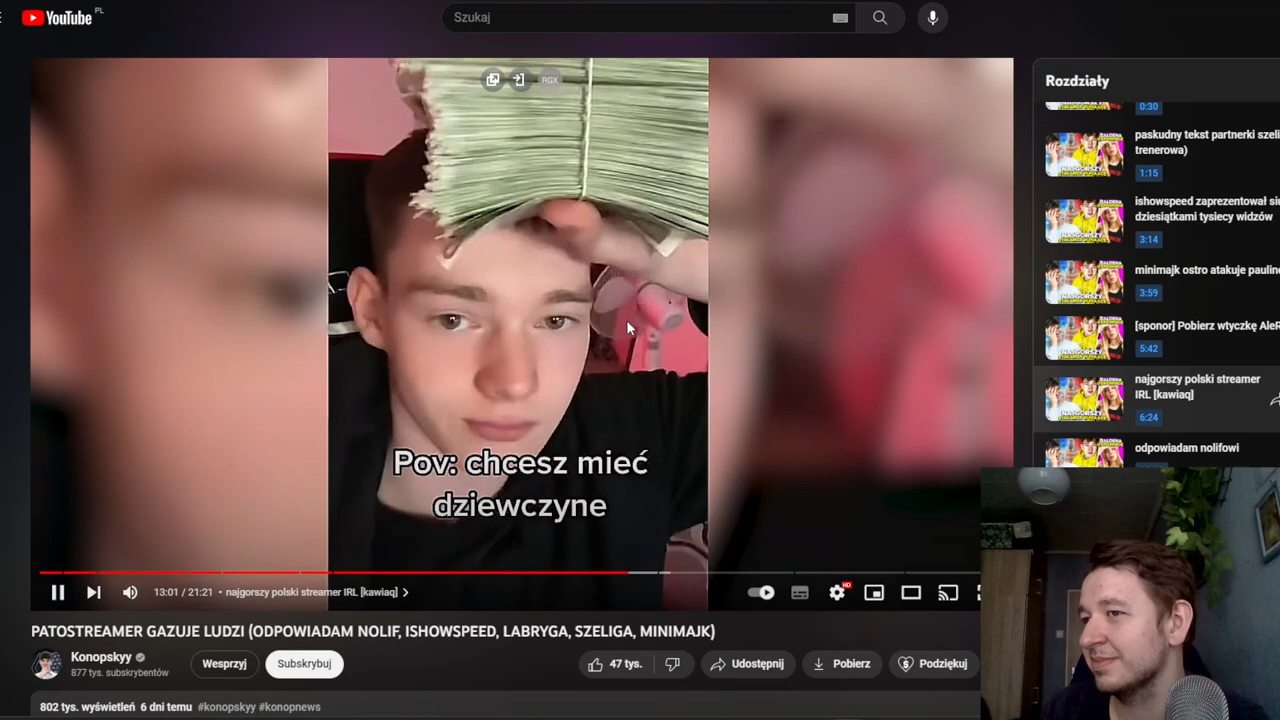 YouTube PL
Szukaj
RGX
Pov: chcesz mieć
dziewczyne
13:01 / 21:21 • najgorszy polski streamer IRL [kawiaq]
HD
PATOSTREAMER GAZUJE LUDZI (ODPOWIADAM NOLIF, ISHOWSPEED, LABRYGA, SZELIGA, MINIMAJK)
Konopskyy
877 tys. subskrybentów
Wesprzyj
Subskrybuj
47 tys.
Udostępnij
Pobierz
Podziękuj
802 tys. wyświetleń 6 dni temu #konopskyy #konopnews
Rozdziały
0:30
paskudny tekst partnerki szeli
trenerowa)
1:15
ishowspeed zaprezentował si
dziesiątkami tysiecy widzów
3:14
minimajk ostro atakuje pauline
3:59
[sponor] Pobierz wtyczkę AleR
5:42
najgorszy polski streamer
IRL [kawiaq]
6:24
odpowiadam nolifowi